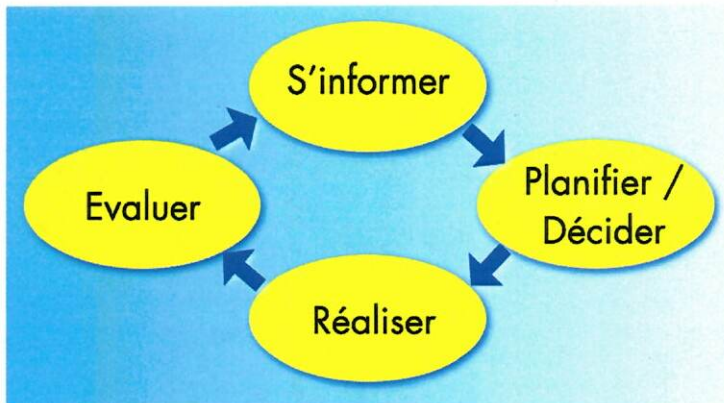 S'informer
Planifier /
Décider
Réaliser
Evaluer